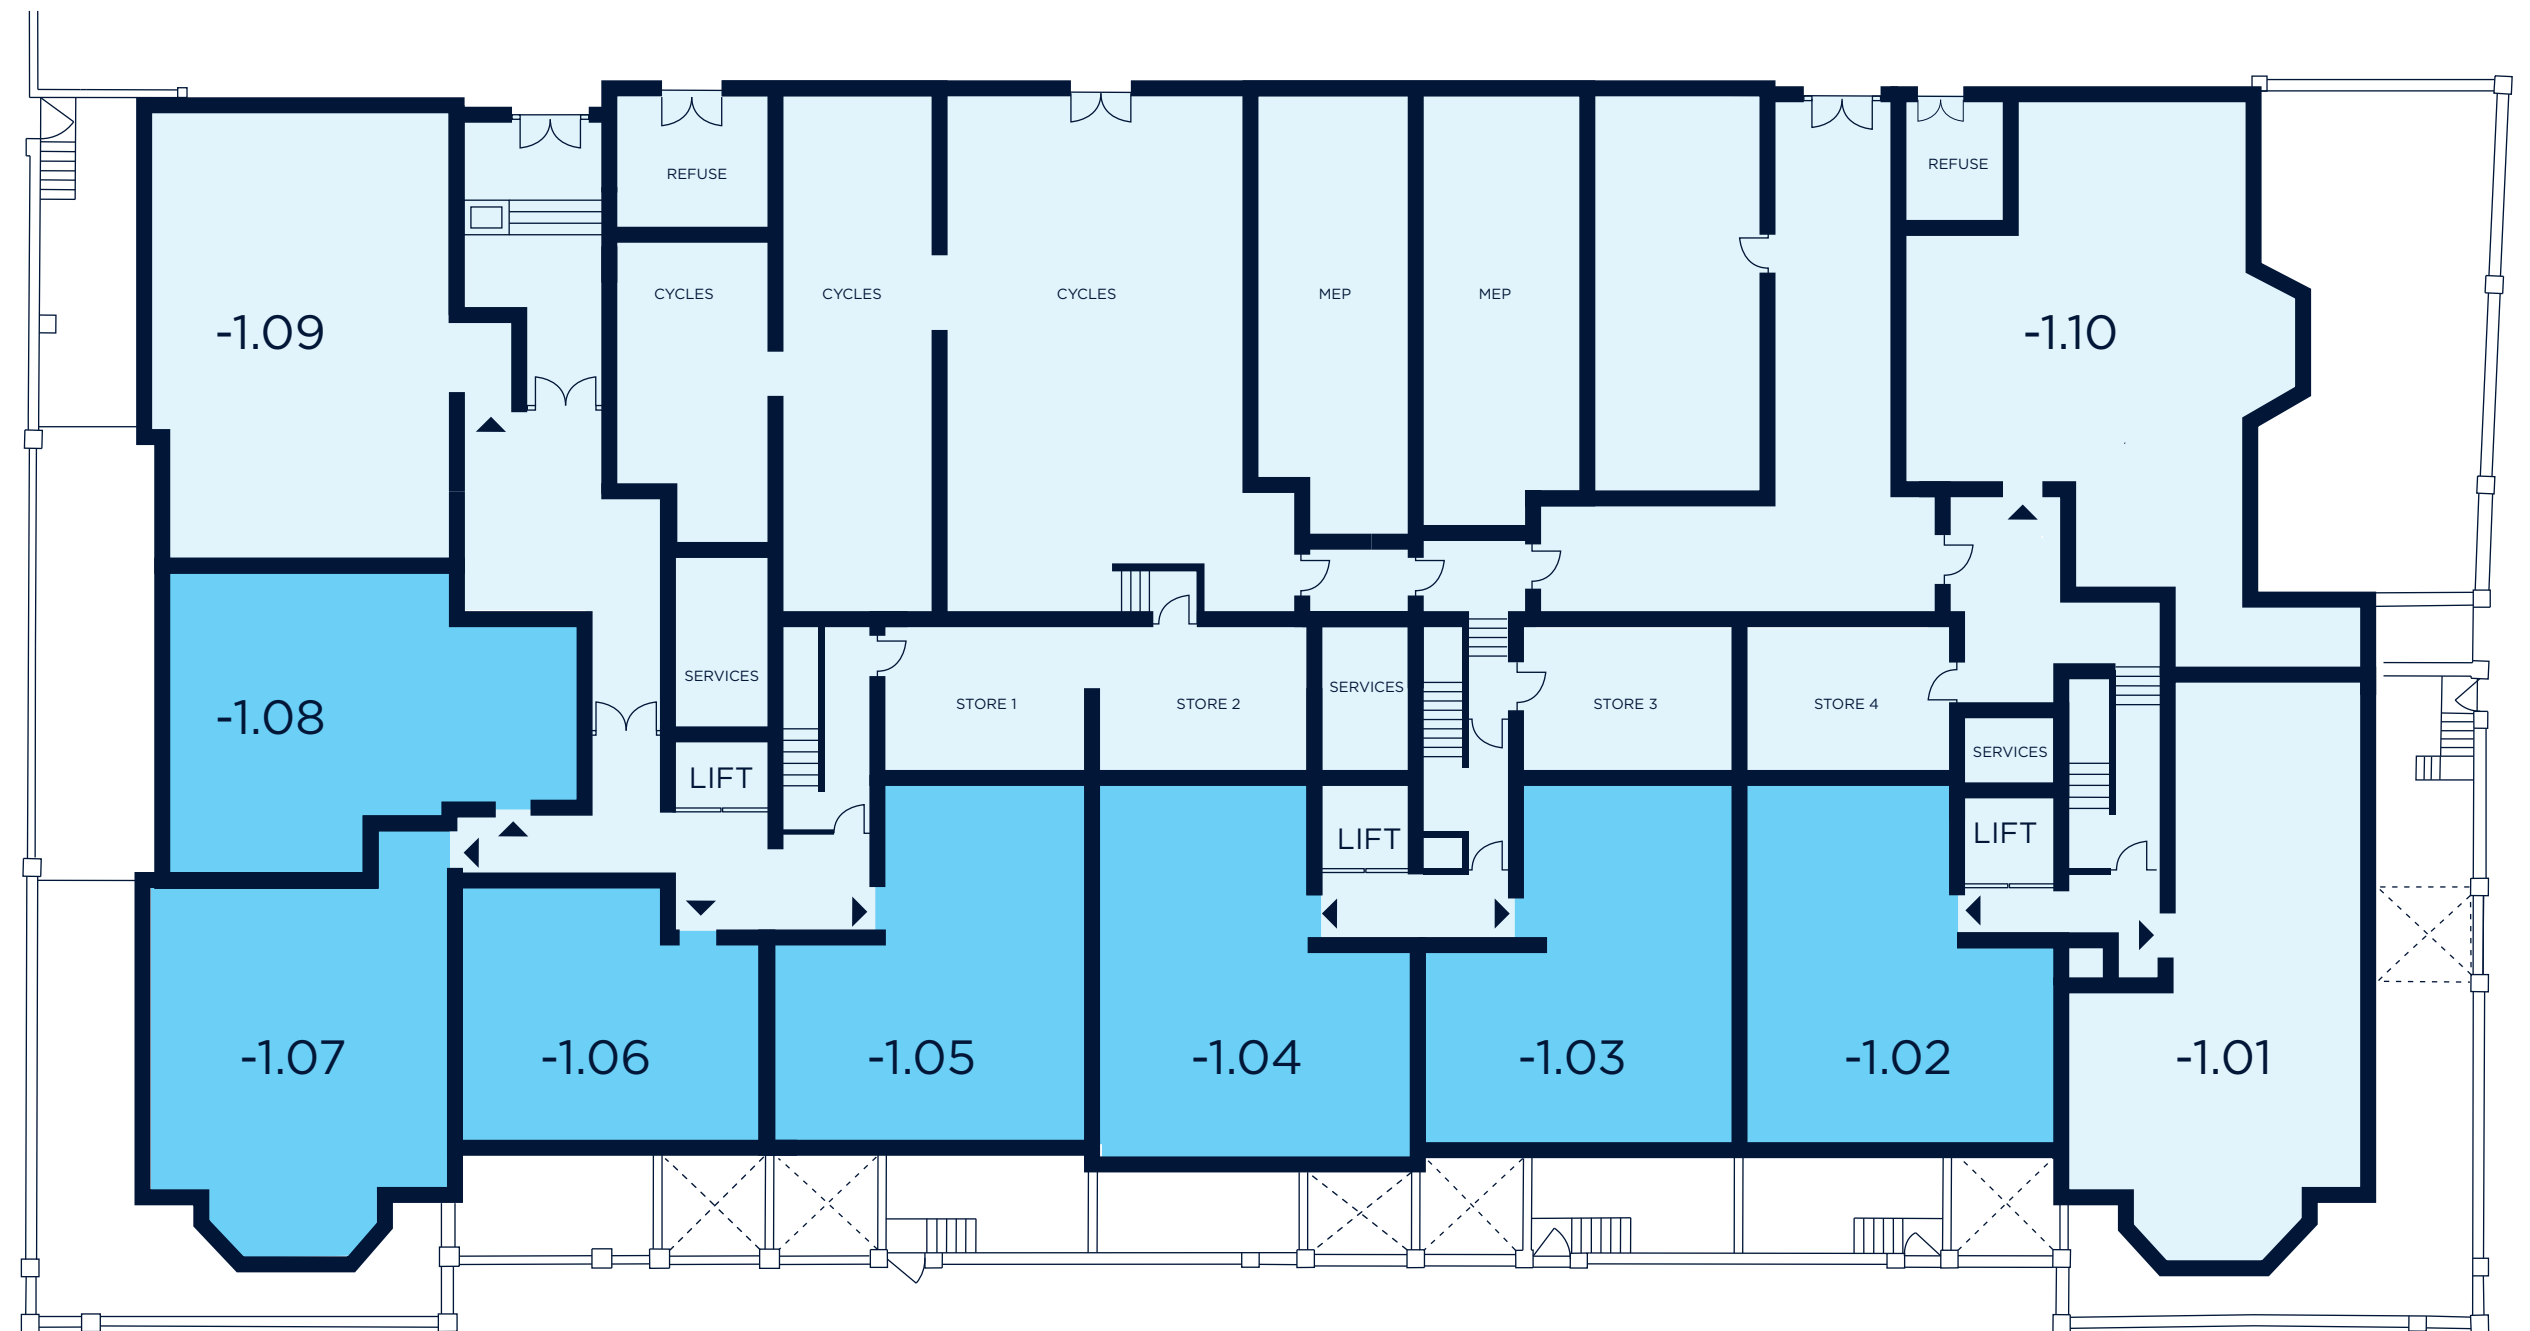 REFUSE
REFUSE
CYCLES
CYCLES
CYCLES
MEP
MEP
-1.09
-1.10
SERVICES
SERVICES
STORE 1
STORE 2
STORE 3
STORE 4
-1.08
SERVICES
LIFT
LIFT
LIFT
-1.07
-1.06
-1.05
-1.04
-1.03
-1.02
-1.01